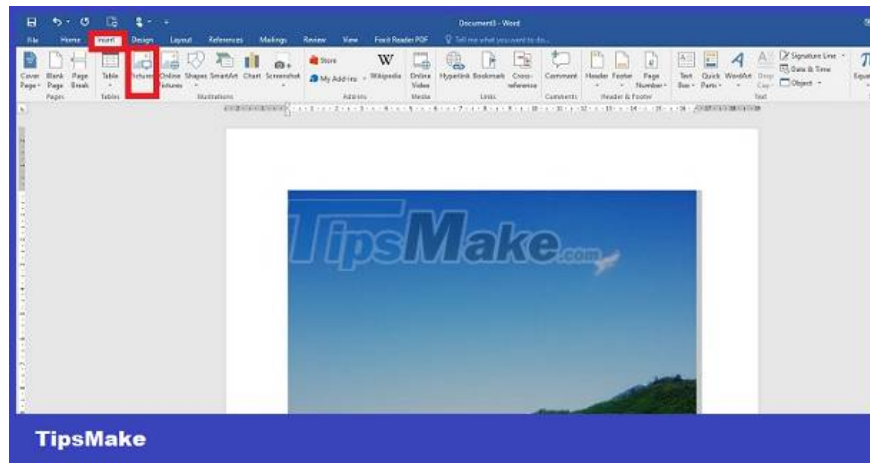 Document3 - Word
File Home Insert Design Layout References Mailings Review View Foxit Reader PDF Tell me what you want to do...
Cover Page Blank Page Page Break Table Pictures Online Pictures Shapes SmartArt Chart Screenshot Store My Add-ins Wikipedia Online Video Hyperlink Bookmark Cross-reference Comment Header Footer Page Number Text Box Quick Parts WordArt Drop Cap Signature Line Date & Time Object
Pages Tables Illustrations Add-ins Media Links Comments Header & Footer Text
TipsMake.com
TipsMake